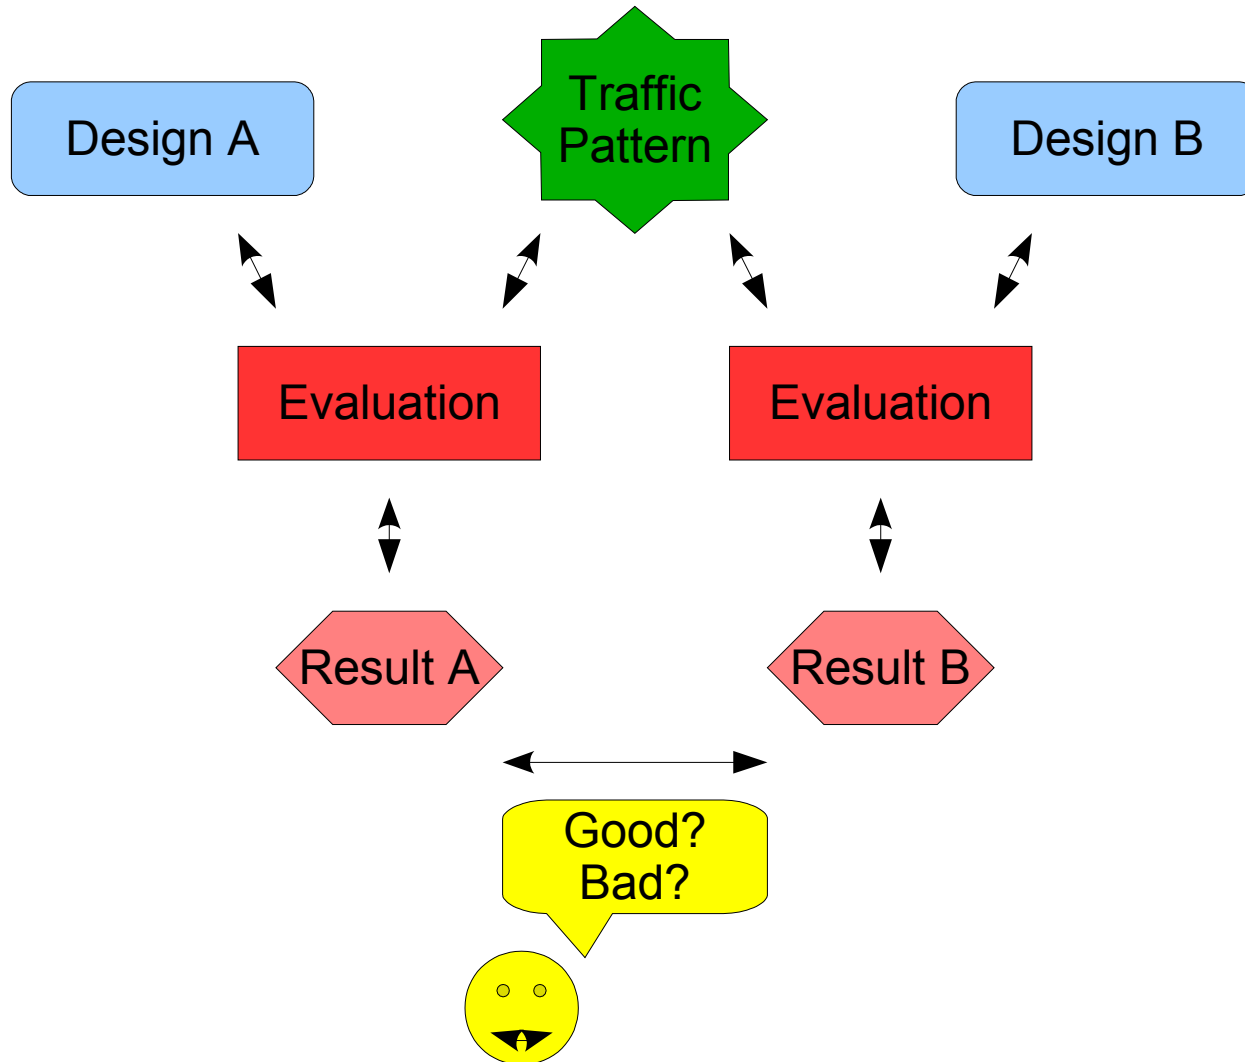 Design A
Traffic
Pattern
Design B
Evaluation
Evaluation
Result A
Result B
Good?
Bad?